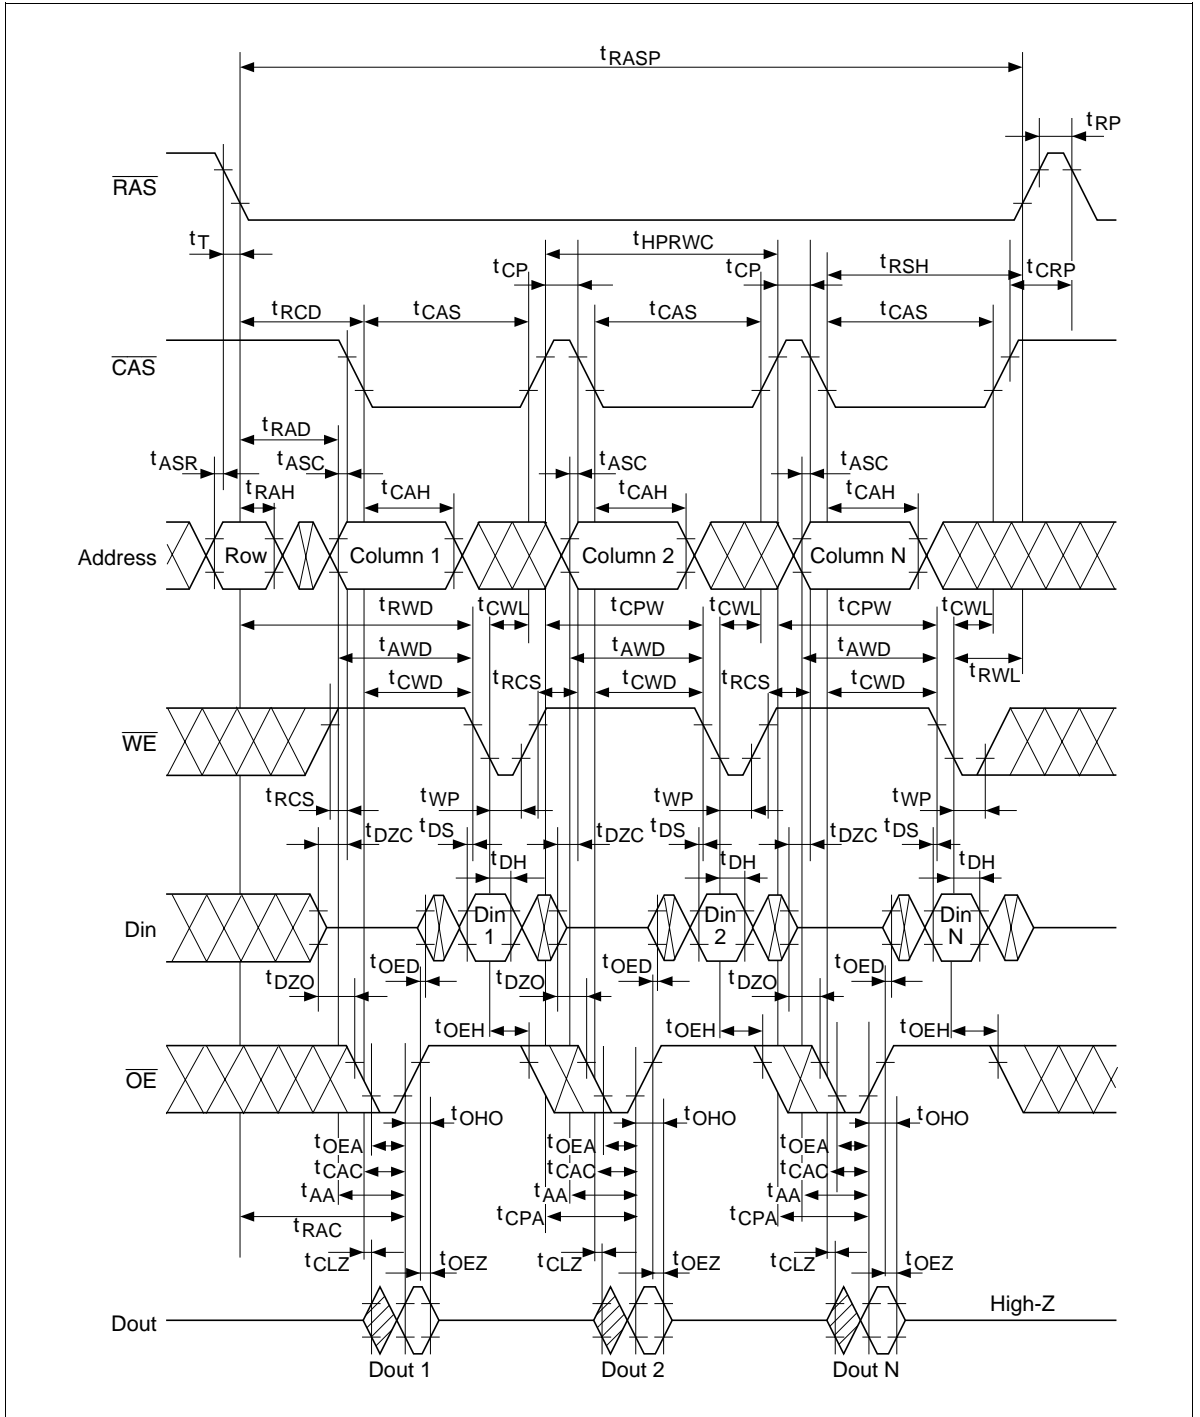 tRASP
tRP
RAS
tT
tHPRWC
tCP
tCP
tRSH
tCRP
tRCD
tCAS
tCAS
tCAS
CAS
tRAD
tASR
tASC
tASC
tASC
tRAH
tCAH
tCAH
tCAH
Address
Row
Column 1
Column 2
Column N
tRWD
tCWL
tCPW
tCWL
tCPW
tCWL
tAWD
tAWD
tAWD
tRWL
tCWD
tRCS
tCWD
tRCS
tCWD
WE
tRCS
tWP
tWP
tWP
tDZC
tDS
tDZC
tDS
tDZC
tDS
tDH
tDH
tDH
Din
Din 1
Din 2
Din N
tDZO
tOED
tDZO
tOED
tDZO
tOED
tOEH
tOEH
tOEH
OE
tOHO
tOHO
tOHO
tOEA
tOEA
tOEA
tCAC
tCAC
tCAC
tAA
tAA
tAA
tRAC
tCPA
tCPA
tCLZ
tOEZ
tCLZ
tOEZ
tCLZ
tOEZ
High-Z
Dout
Dout 1
Dout 2
Dout N